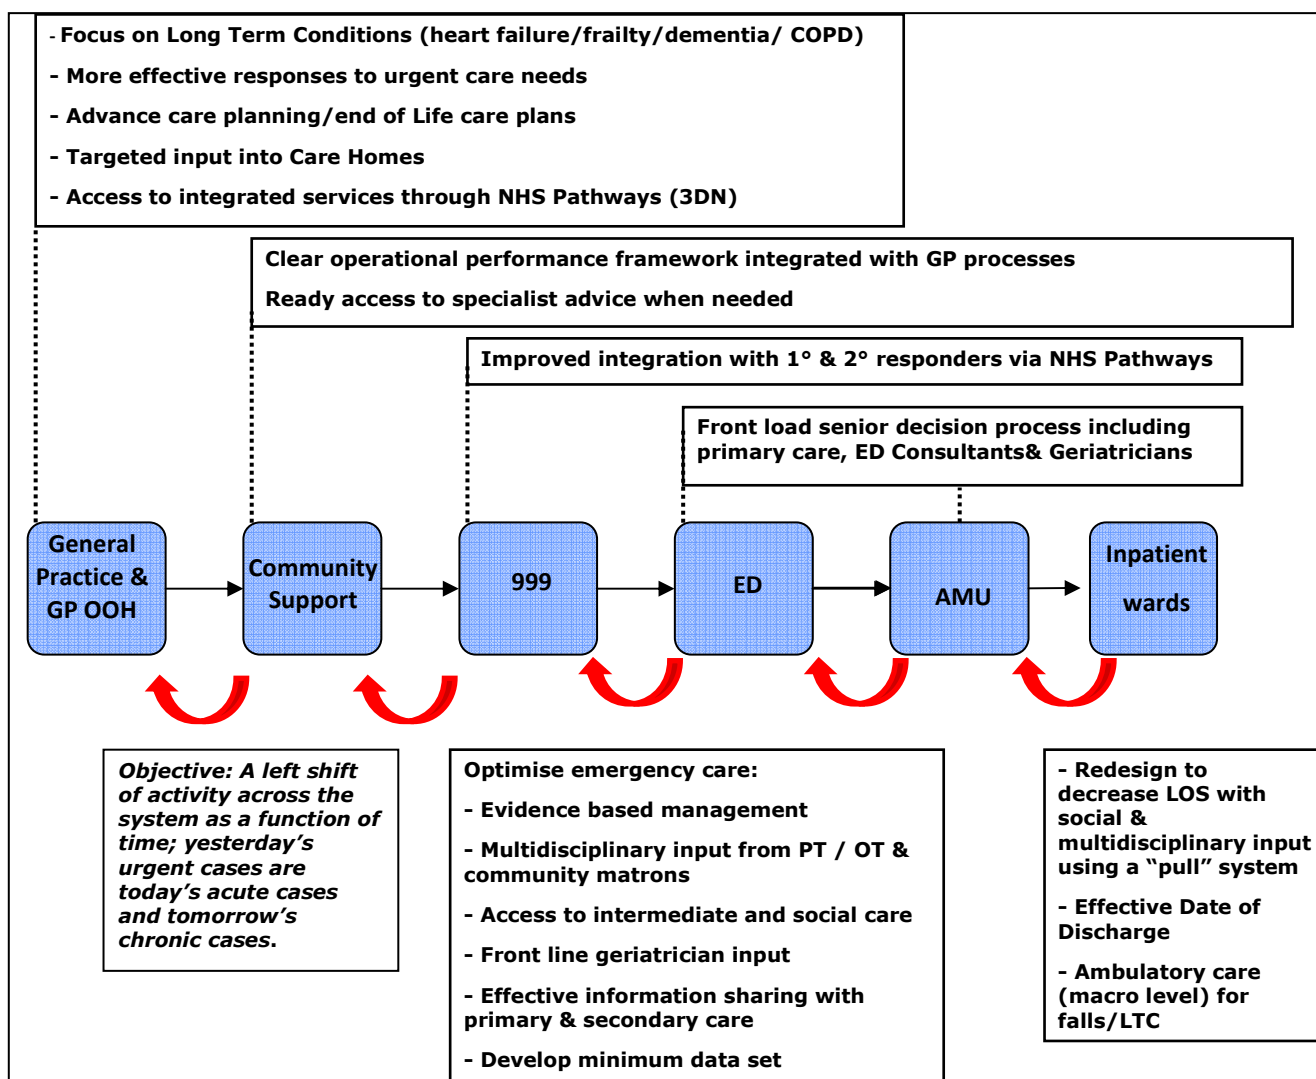 - Focus on Long Term Conditions (heart failure/frailty/dementia/ COPD)
- More effective responses to urgent care needs
- Advance care planning/end of Life care plans
- Targeted input into Care Homes
- Access to integrated services through NHS Pathways (3DN)
Clear operational performance framework integrated with GP processes
Ready access to specialist advice when needed
Improved integration with 1° & 2° responders via NHS Pathways
Front load senior decision process including
primary care, ED Consultants& Geriatricians
General
Practice &
GP OOH
Community
Support
999
ED
AMU
Inpatient
wards
Objective: A left shift
of activity across the
system as a function of
time; yesterday’s
urgent cases are
today’s acute cases
and tomorrow’s
chronic cases.
Optimise emergency care:
- Evidence based management
- Multidisciplinary input from PT / OT &
community matrons
- Access to intermediate and social care
- Front line geriatrician input
- Effective information sharing with
primary & secondary care
- Develop minimum data set
- Redesign to
decrease LOS with
social &
multidisciplinary input
using a “pull” system
- Effective Date of
Discharge
- Ambulatory care
(macro level) for
falls/LTC